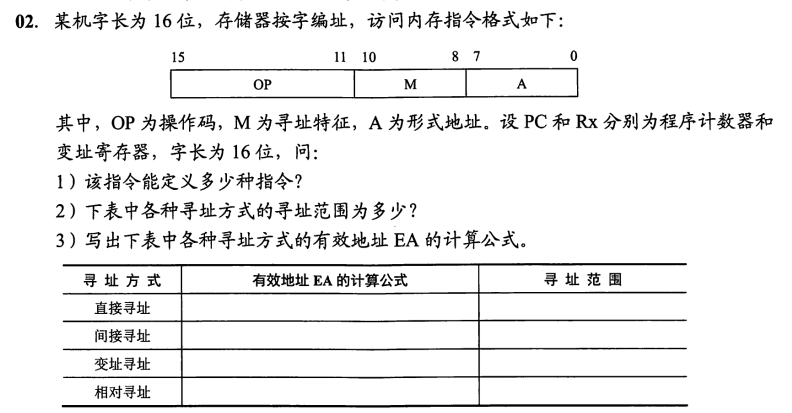 02. 某机字长为 16 位，存储器按字编址，访问内存指令格式如下：
15 11 10 8 7 0
OP M A
其中，OP 为操作码，M 为寻址特征，A 为形式地址。设 PC 和 Rx 分别为程序计数器和
变址寄存器，字长为 16 位，问：
1）该指令能定义多少种指令？
2）下表中各种寻址方式的寻址范围为多少？
3）写出下表中各种寻址方式的有效地址 EA 的计算公式。
寻址方式 有效地址 EA 的计算公式 寻址范围
直接寻址
间接寻址
变址寻址
相对寻址